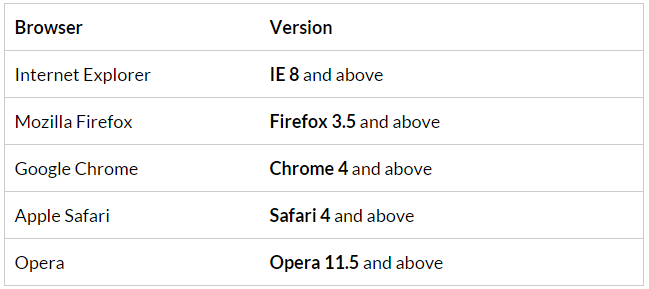 Browser Version
Internet Explorer IE 8 and above
Mozilla Firefox Firefox 3.5 and above
Google Chrome Chrome 4 and above
Apple Safari Safari 4 and above
Opera Opera 11.5 and above